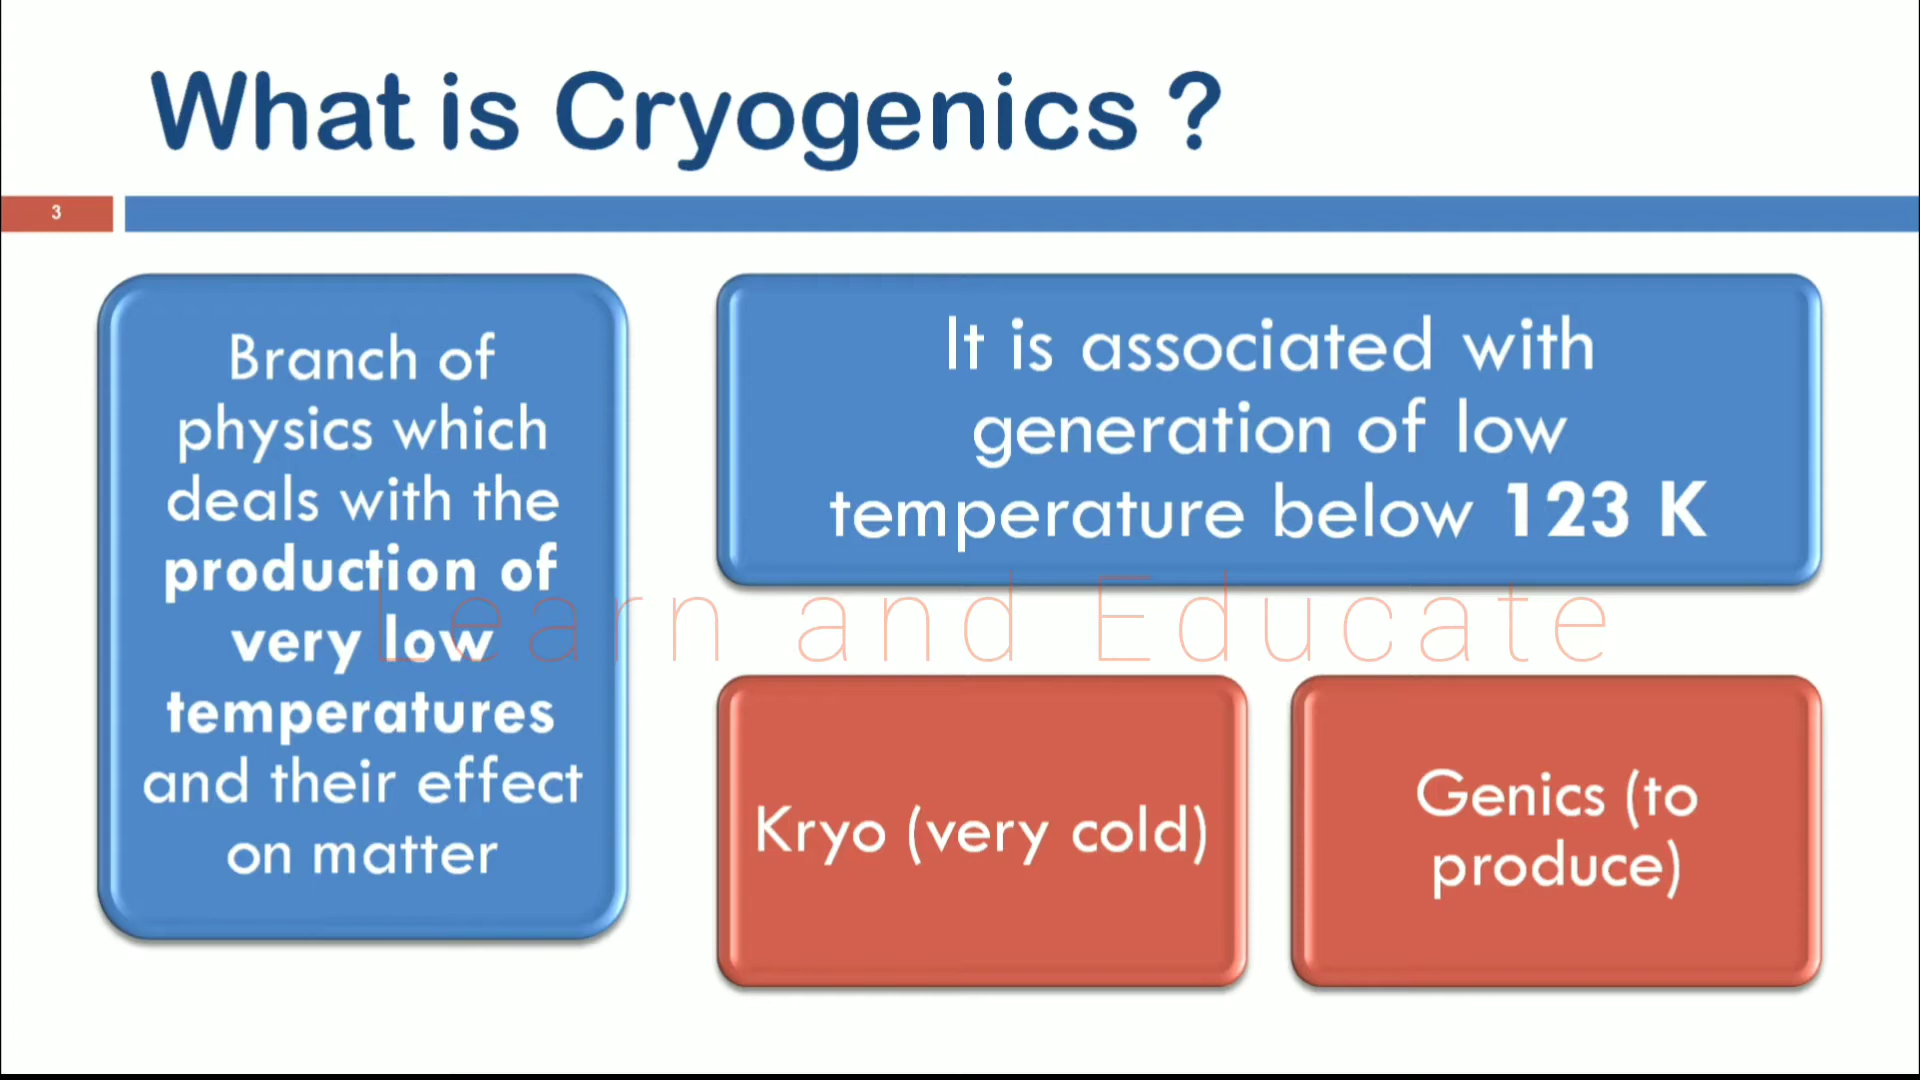 What is Cryogenics ?
3
Branch of
physics which
deals with the
production of
very low
temperatures
and their effect
on matter
It is associated with
generation of low
temperature below 123 K
Learn and Educate
Kryo (very cold)
Genics (to
produce)